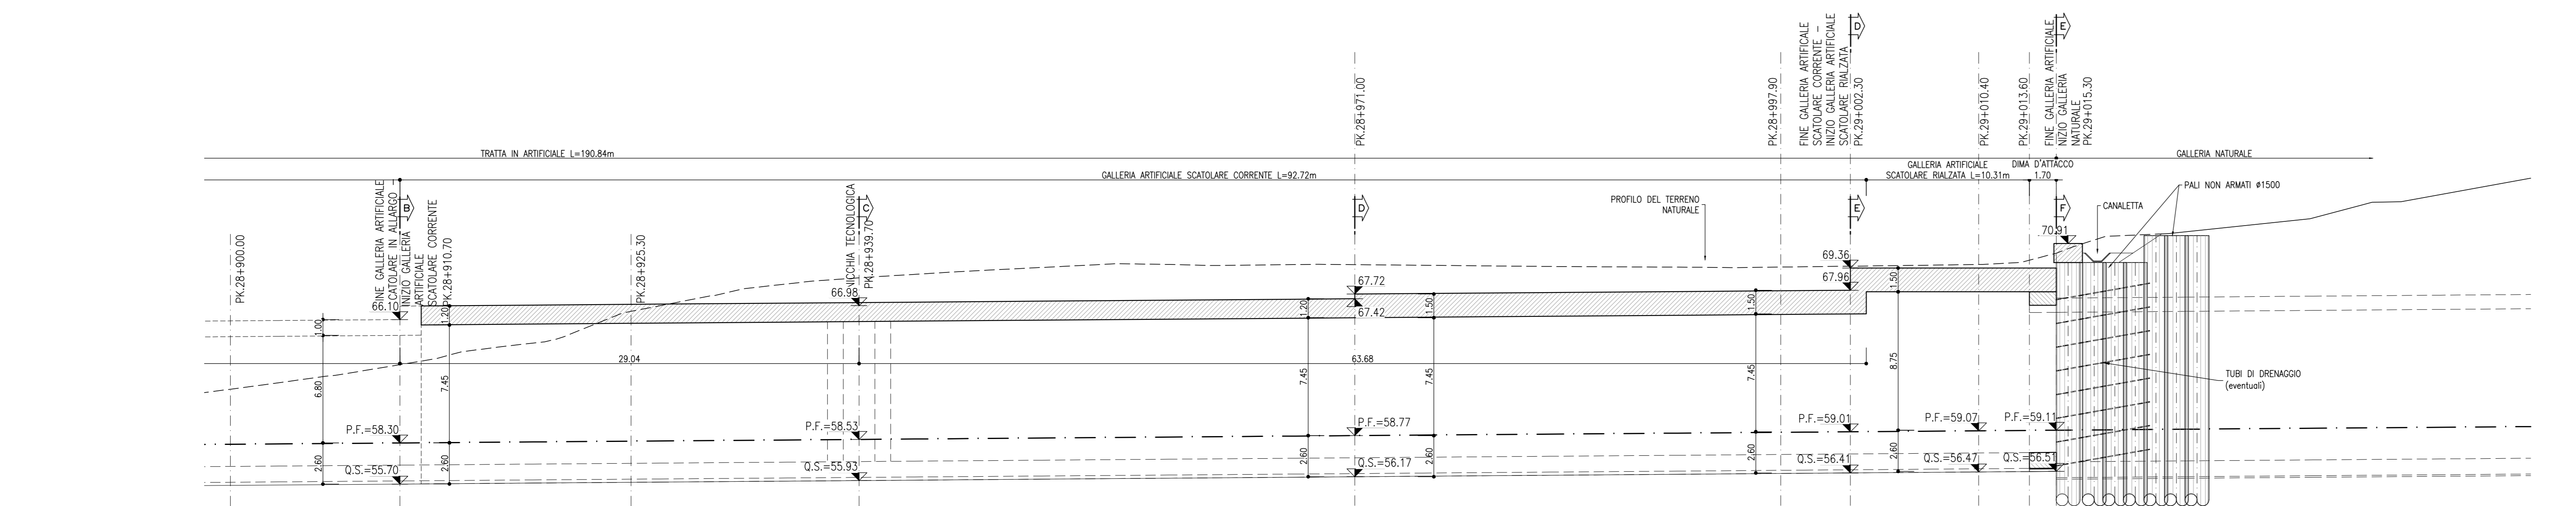 D
E
FINE GALLERIA ARTIFICALE
SCATOLARE CORRENTE –
INIZIO GALLERIA ARTIFICIALE
SCATOLARE RIALZATA
PK.29+002.30
FINE GALLERIA ARTIFICIALE
NIZIO GALLERIA
NATURALE
PK.29+015.30
PK.28+971.00
PK.28+997.90
PK.29+010.40
PK.29+013.60
TRATTA IN ARTIFICIALE L=190.84m
GALLERIA NATURALE
GALLERIA ARTIFICIALE SCATOLARE CORRENTE L=92.72m
GALLERIA ARTIFICIALE
SCATOLARE RIALZATA L=10.31m
DIMA D'ATTACCO
1.70
PALI NON ARMATI ø1500
CANALETTA
PROFILO DEL TERRENO
NATURALE
FINE GALLERIA ARTIFICIALE
SCATOLARE IN ALLARGO –
INIZIO GALLERIA
ARTIFICIALE
SCATOLARE CORRENTE
PK.28+910.70
B
C
D
E
F
NICCHIA TECNOLOGICA
PK.28+939.70
PK.28+900.00
PK.28+925.30
66.10
66.98
67.72
67.42
69.36
67.96
70.91
1.00
1.20
1.20
1.50
1.50
1.50
29.04
63.68
6.80
7.45
7.45
7.45
7.45
8.75
TUBI DI DRENAGGIO
(eventuali)
P.F.=58.30
P.F.=58.53
P.F.=58.77
P.F.=59.01
P.F.=59.07
P.F.=59.11
2.60
2.60
2.60
2.60
2.60
2.60
Q.S.=55.70
Q.S.=55.93
Q.S.=56.17
Q.S.=56.41
Q.S.=56.47
Q.S.=56.51